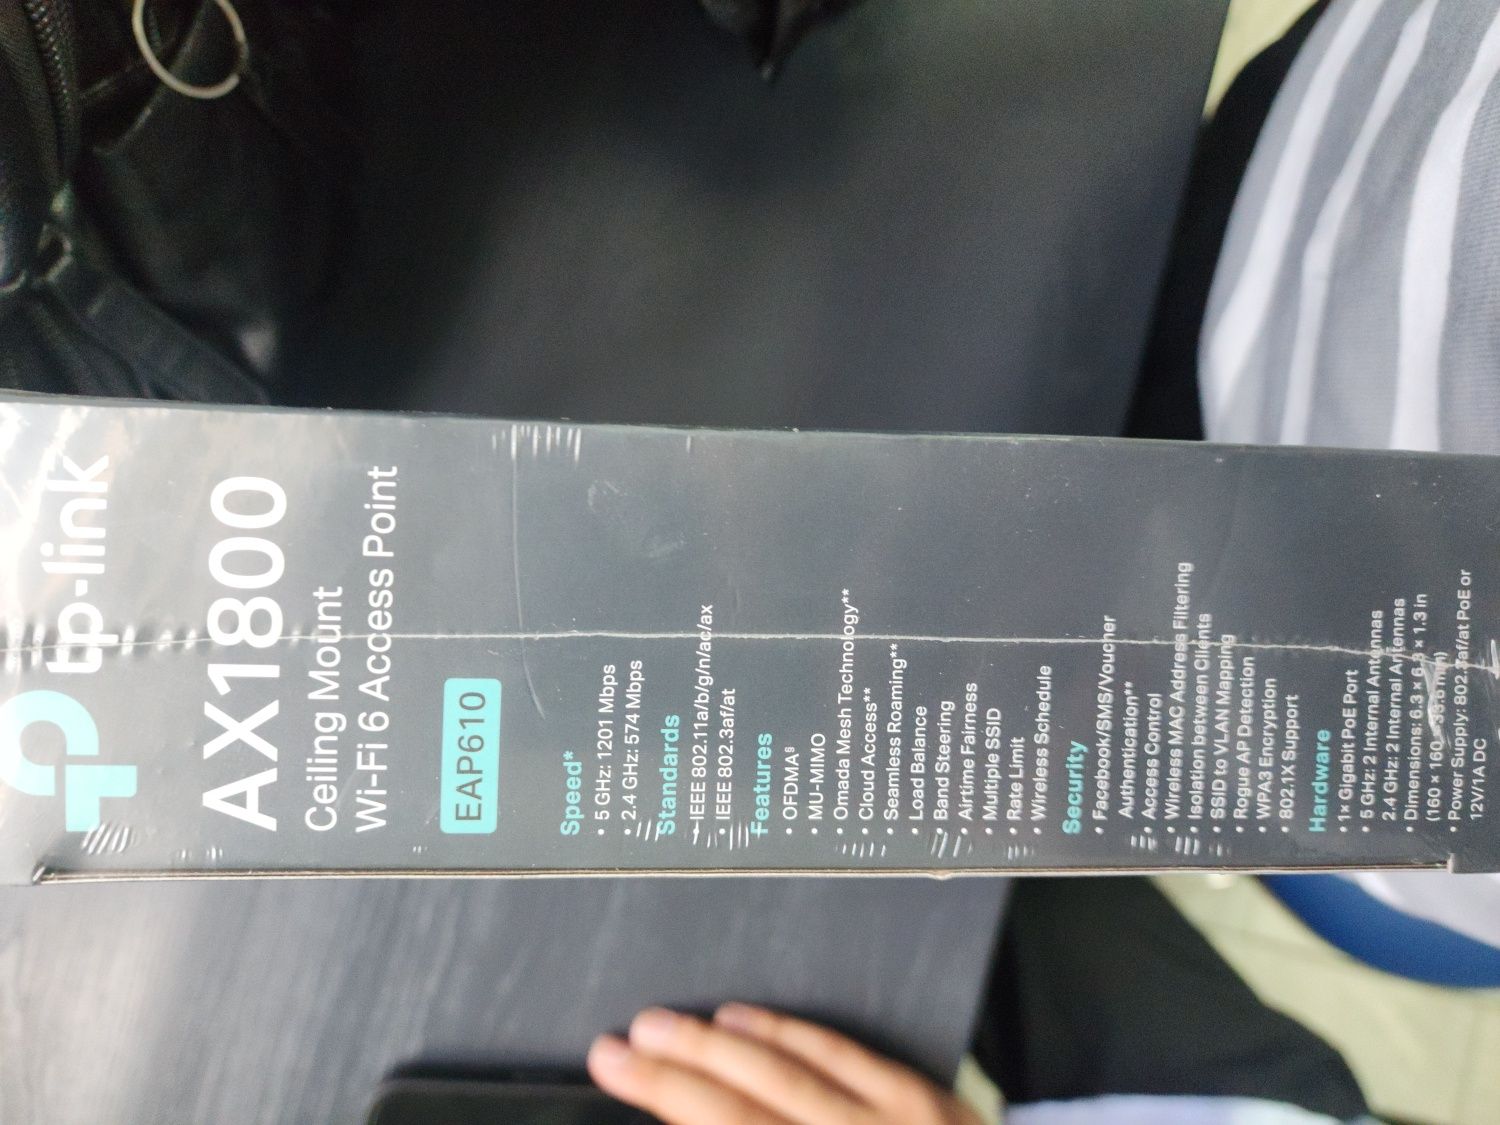 tp-link
AX1800
Ceiling Mount
Wi-Fi 6 Access Point
EAP610
Speed*
• 5 GHz: 1201 Mbps
• 2.4 GHz: 574 Mbps
Standards
• IEEE 802.11a/b/g/n/ac/ax
• IEEE 802.3af/at
Features
• OFDMA§
• MU-MIMO
• Omada Mesh Technology**
• Cloud Access**
• Seamless Roaming**
• Load Balance
• Band Steering
• Airtime Fairness
• Multiple SSID
• Rate Limit
• Wireless Schedule
Security
• Facebook/SMS/Voucher
Authentication**
• Access Control
• Wireless MAC Address Filtering
• Isolation between Clients
• SSID to VLAN Mapping
• Rogue AP Detection
• WPA3 Encryption
• 802.1X Support
Hardware
• 1× Gigabit PoE Port
• 5 GHz: 2 Internal Antennas
2.4 GHz: 2 Internal Antennas
• Dimensions: 6.3 × × 1.3 in
(160 × 160 mm)
• Power Supply: 802.3af/at PoE or
12V/1A DC